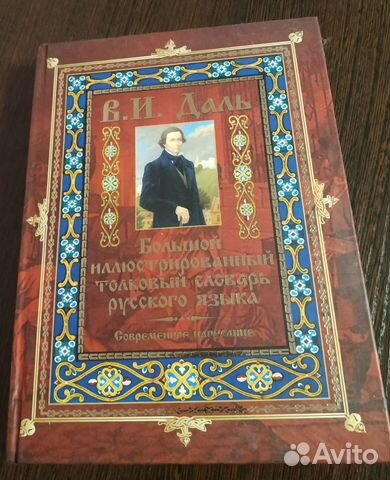 В.И. Даль
Большой
иллюстрированный
толковый словарь
русского языка
Современное написание
Avito